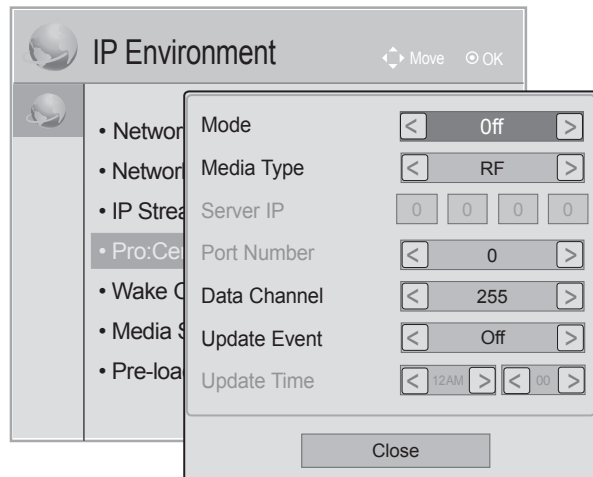 IP Environment
Move OK
• Networ
• Networ
• IP Strea
• Pro:Cen
• Wake O
• Media S
• Pre-loa
Mode < 0ff >
Media Type < RF >
Server IP 0 0 0 0
Port Number < 0 >
Data Channel < 255 >
Update Event < Off >
Update Time < 12AM > < 00 >
Close